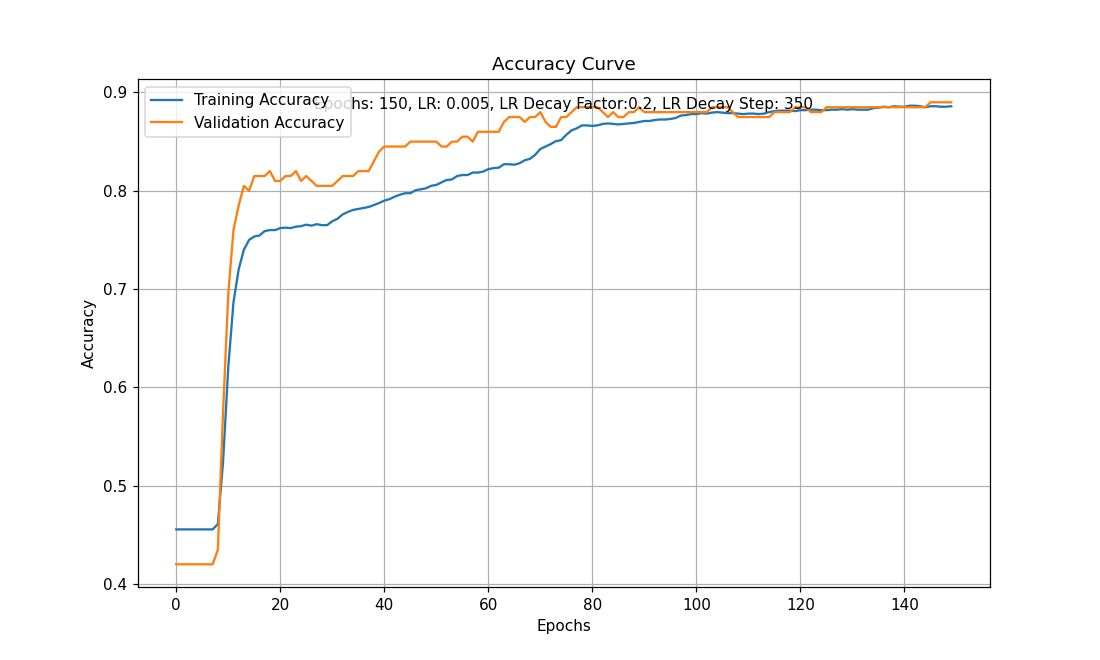 Accuracy Curve
Epochs: 150, LR: 0.005, LR Decay Factor:0.2, LR Decay Step: 350
Training Accuracy
Validation Accuracy
Accuracy
0.9
0.8
0.7
0.6
0.5
0.4
0 20 40 60 80 100 120 140
Epochs